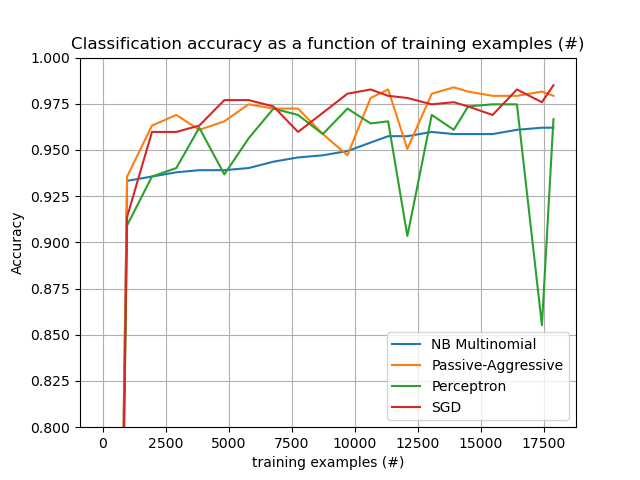 Classification accuracy as a function of training examples (#)
1.000
0.975
0.950
0.925
0.900
0.875
0.850
0.825
0.800
Accuracy
NB Multinomial
Passive-Aggressive
Perceptron
SGD
0 2500 5000 7500 10000 12500 15000 17500
training examples (#)